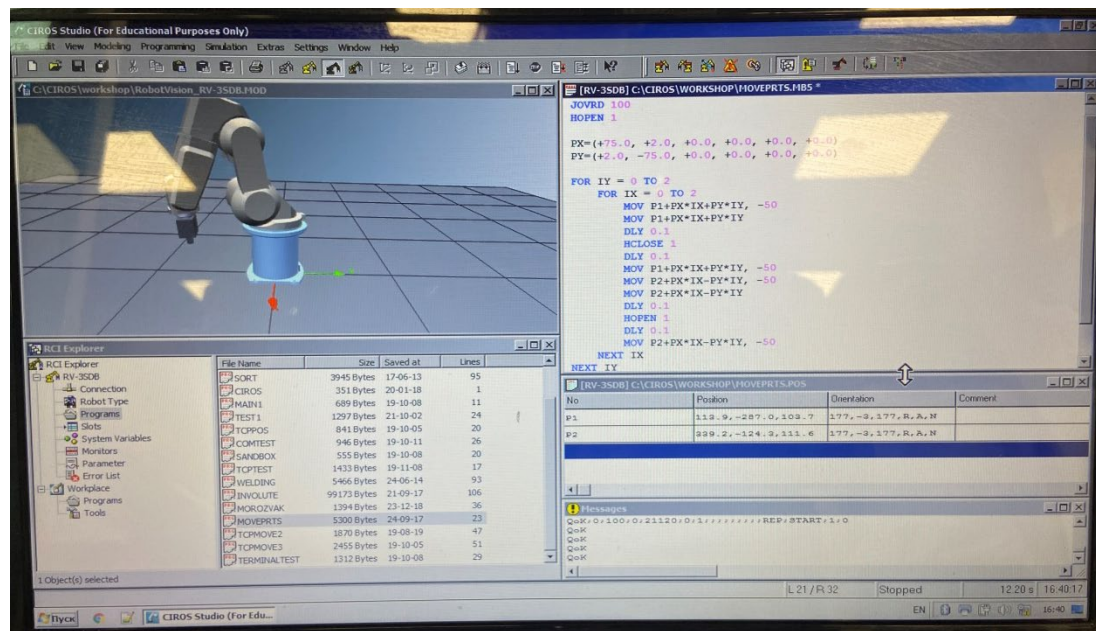 CIROS Studio (For Educational Purposes Only)
Edit View Modeling Programming Simulation Extras Settings Window Help
C:\CIROS\workshop\RobotVision_RV-3SDB.MOD
[RV-3SDB] C:\CIROS\WORKSHOP\MOVEPRTS.MB5 *
JOVRD 100
HOPEN 1
PX=(+75.0, +2.0, +0.0, +0.0, +0.0, +0.0)
PY=(+2.0, -75.0, +0.0, +0.0, +0.0, +0.0)
FOR IY = 0 TO 2
FOR IX = 0 TO 2
MOV P1+PX*IX+PY*IY, -50
MOV P1+PX*IX+PY*IY
DLY 0.1
HCLOSE 1
DLY 0.1
MOV P1+PX*IX+PY*IY, -50
MOV P2+PX*IX-PY*IY, -50
MOV P2+PX*IX-PY*IY
DLY 0.1
HOPEN 1
DLY 0.1
MOV P2+PX*IX-PY*IY, -50
NEXT IX
NEXT IY
RCI Explorer
RCI Explorer
RV-3SDB
Connection
Robot Type
Programs
Slots
System Variables
Monitors
Parameter
Error List
Workplace
Programs
Tools
File Name Size Saved at Lines
SORT 3945 Bytes 17-06-13 95
CIROS 351 Bytes 20-01-18 1
MAIN1 689 Bytes 19-10-08 11
TEST1 1297 Bytes 21-10-02 24
TCPPOS 841 Bytes 19-10-05 20
COMTEST 946 Bytes 19-10-11 26
SANDBOX 555 Bytes 19-10-08 20
TCPTEST 1433 Bytes 19-11-08 17
WELDING 5466 Bytes 24-06-14 93
INVOLUTE 99173 Bytes 21-09-17 106
MOROZVAK 1394 Bytes 23-12-18 36
MOVEPRTS 5300 Bytes 24-09-17 23
TCPMOVE2 1870 Bytes 19-08-19 47
TCPMOVE3 2455 Bytes 19-10-05 51
TERMINALTEST 1312 Bytes 19-10-08 29
[RV-3SDB] C:\CIROS\WORKSHOP\MOVEPRTS.POS
No Position Orientation Comment
P1 113.9,-287.0,103.7 177,-3,177,R,A,N
P2 339.2,-124.3,111.6 177,-3,177,R,A,N
Messages
QoK;0;100;0;21120;0;1;;;;;;;;;REP;START;1;0
QoK
QoK
QoK
QoK
1 Object(s) selected
L 21 / R 32 Stopped 12.20 s 16:40:17
Пуск CIROS Studio (For Edu... EN 16:40